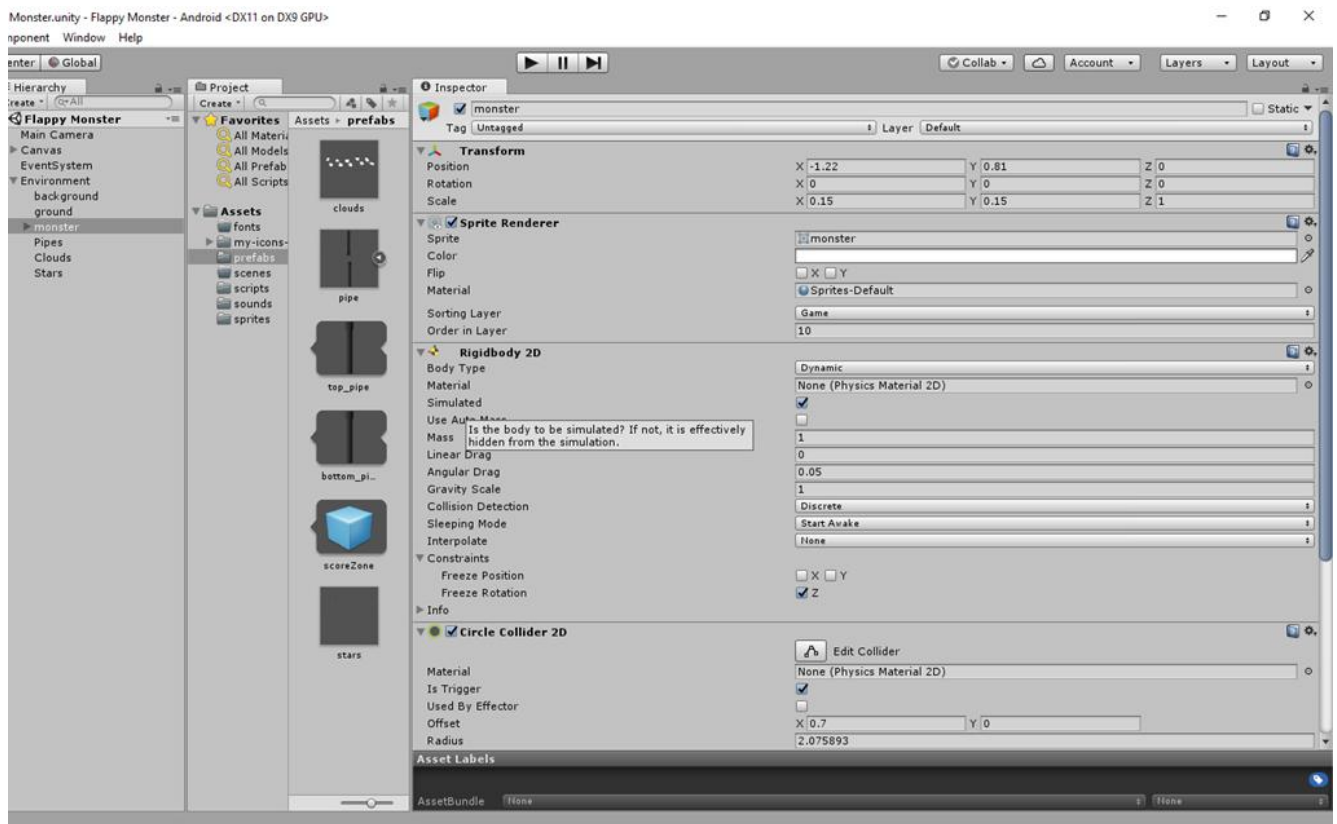 Monster.unity - Flappy Monster - Android <DX11 on DX9 GPU>
mponent Window Help
enter Global
Collab Account Layers Layout
Hierarchy
Create All
Flappy Monster
Main Camera
Canvas
EventSystem
Environment
background
ground
monster
Pipes
Clouds
Stars
Project
Create
Favorites
All Materi
All Models
All Prefab
All Scripts
Assets
fonts
my-icons-
prefabs
scenes
scripts
sounds
sprites
Assets prefabs
clouds
pipe
top_pipe
bottom_pi...
scoreZone
stars
Inspector
monster Static
Tag Untagged Layer Default
Transform
Position X -1.22 Y 0.81 Z 0
Rotation X 0 Y 0 Z 0
Scale X 0.15 Y 0.15 Z 1
Sprite Renderer
Sprite monster
Color
Flip X Y
Material Sprites-Default
Sorting Layer Game
Order in Layer 10
Rigidbody 2D
Body Type Dynamic
Material None (Physics Material 2D)
Simulated
Use Auto Mass
Is the body to be simulated? If not, it is effectively
hidden from the simulation.
Mass 1
Linear Drag 0
Angular Drag 0.05
Gravity Scale 1
Collision Detection Discrete
Sleeping Mode Start Awake
Interpolate None
Constraints
Freeze Position X Y
Freeze Rotation Z
Info
Circle Collider 2D
Edit Collider
Material None (Physics Material 2D)
Is Trigger
Used By Effector
Offset X 0.7 Y 0
Radius 2.075893
Asset Labels
AssetBundle None None